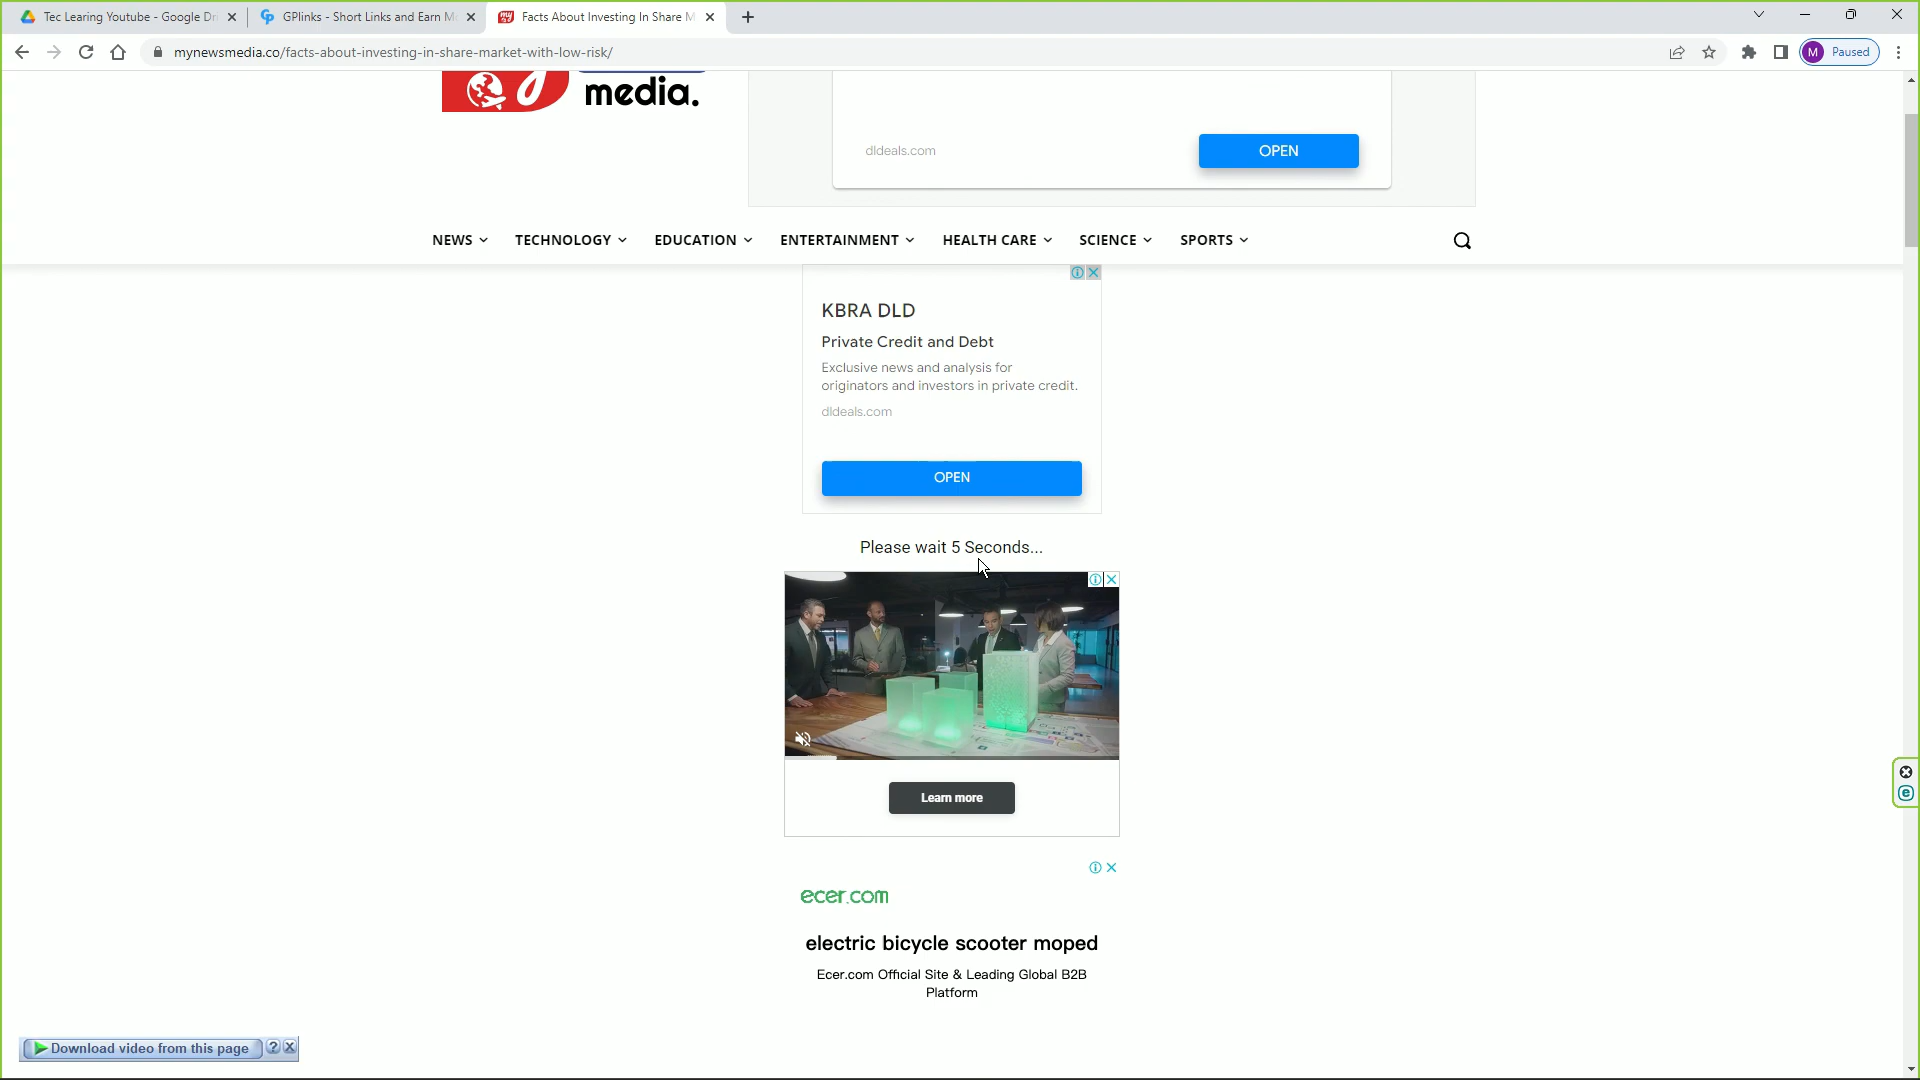 Tec Learing Youtube - Google Dr
GPlinks - Short Links and Earn M
Facts About Investing In Share M
mynewsmedia.co/facts-about-investing-in-share-market-with-low-risk/
M Paused
my
media.
dldeals.com
OPEN
NEWS
TECHNOLOGY
EDUCATION
ENTERTAINMENT
HEALTH CARE
SCIENCE
SPORTS
KBRA DLD
Private Credit and Debt
Exclusive news and analysis for
originators and investors in private credit.
dldeals.com
OPEN
Please wait 5 Seconds...
Learn more
ecer.com
electric bicycle scooter moped
Ecer.com Official Site & Leading Global B2B
Platform
Download video from this page
?